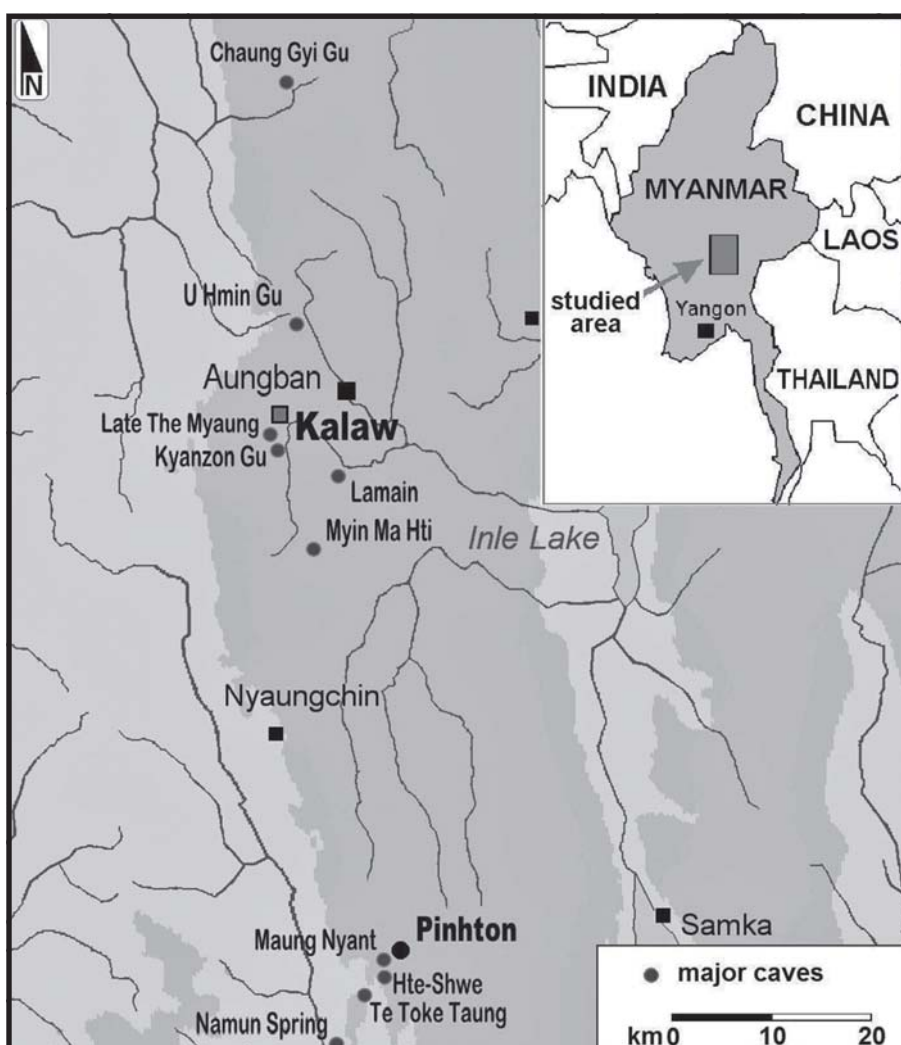 N
Chaung Gyi Gu
INDIA
CHINA
MYANMAR
LAOS
studied
area
Yangon
THAILAND
U Hmin Gu
Aungban
Kalaw
Late The Myaung
Kyanzon Gu
Lamain
Myin Ma Hti
Inle Lake
Nyaungchin
Pinhton
Maung Nyant
Hte-Shwe
Te Toke Taung
Namun Spring
Samka
major caves
km 0 10 20